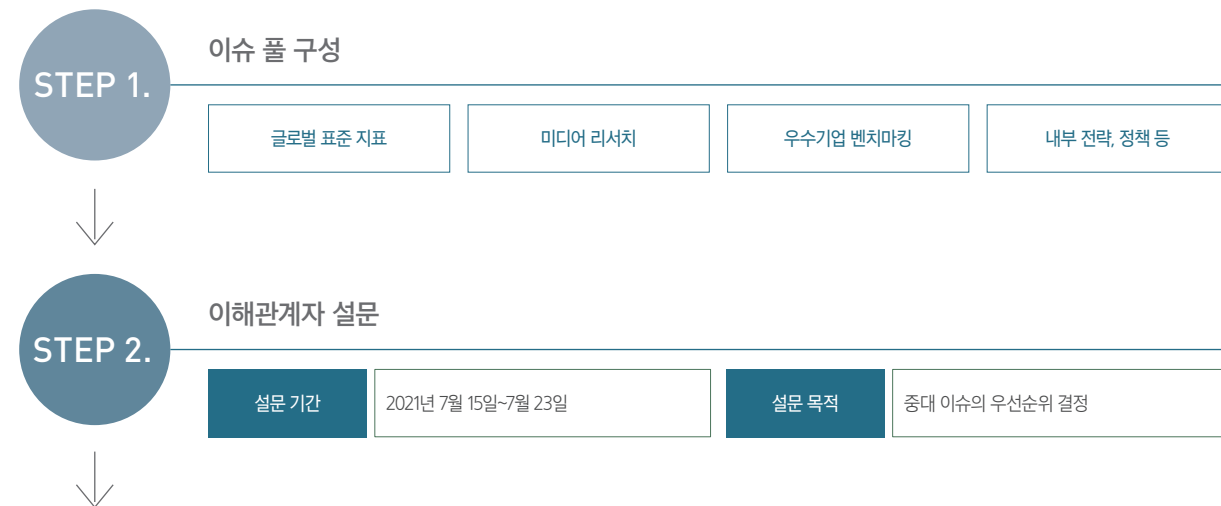 STEP 1.
이슈 풀 구성
글로벌 표준 지표
미디어 리서치
우수기업 벤치마킹
내부 전략, 정책 등
STEP 2.
이해관계자 설문
설문 기간
2021년 7월 15일~7월 23일
설문 목적
중대 이슈의 우선순위 결정